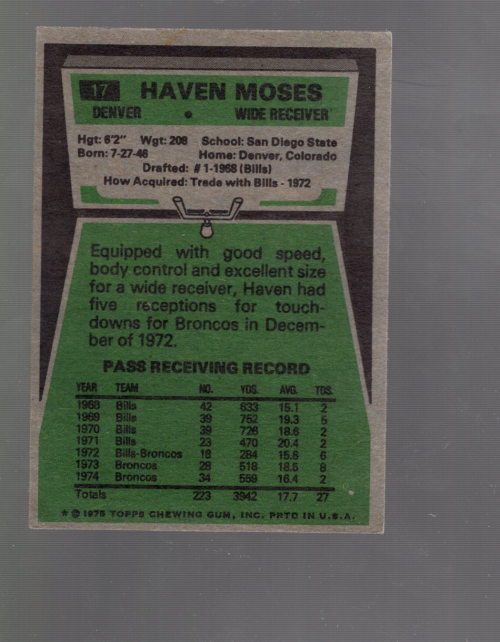 17 HAVEN MOSES
DENVER • WIDE RECEIVER
Hgt: 6'2" Wgt: 208 School: San Diego State
Born: 7-27-46 Home: Denver, Colorado
Drafted: #1-1968 (Bills)
How Acquired: Trade with Bills - 1972
Equipped with good speed,
body control and excellent size
for a wide receiver, Haven had
five receptions for touch-
downs for Broncos in Decem-
ber of 1972.
PASS RECEIVING RECORD
YEAR TEAM NO. YDS. AVG. TDS.
1968 Bills 42 633 15.1 2
1969 Bills 39 752 19.3 5
1970 Bills 39 726 18.6 2
1971 Bills 23 470 20.4 2
1972 Bills-Broncos 18 284 15.8 6
1973 Broncos 28 518 18.5 8
1974 Broncos 34 559 16.4 2
Totals 223 3942 17.7 27
* © 1975 TOPPS CHEWING GUM, INC. PRTD IN U.S.A.